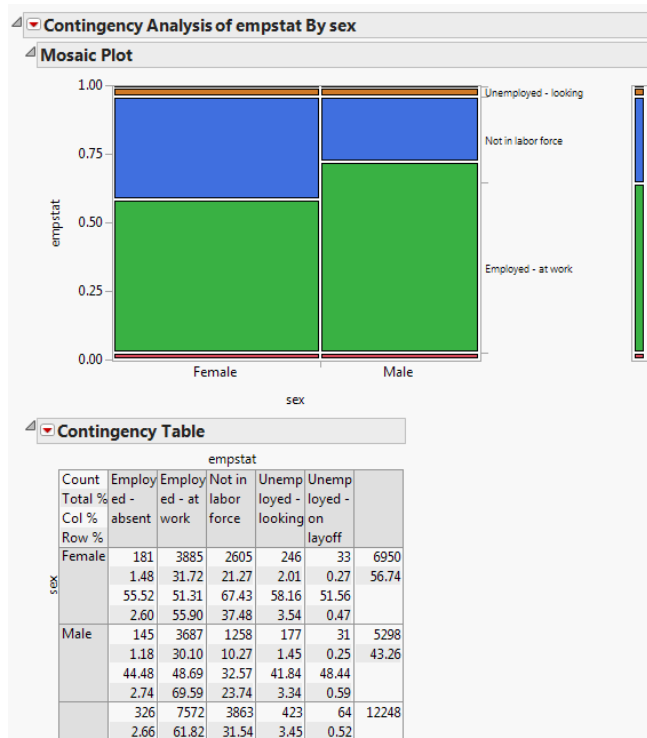 Contingency Analysis of empstat By sex
Mosaic Plot
1.00
0.75
0.50
0.25
0.00
empstat
Unemployed - looking
Not in labor force
Employed - at work
Female Male
sex
Contingency Table
empstat
Count Employ Employ Not in Unemp Unemp
Total % ed - ed - at labor loyed - loyed -
Col % absent work force looking on
Row % layoff
sex
Female 181 3885 2605 246 33 6950
1.48 31.72 21.27 2.01 0.27 56.74
55.52 51.31 67.43 58.16 51.56
2.60 55.90 37.48 3.54 0.47
Male 145 3687 1258 177 31 5298
1.18 30.10 10.27 1.45 0.25 43.26
44.48 48.69 32.57 41.84 48.44
2.74 69.59 23.74 3.34 0.59
326 7572 3863 423 64 12248
2.66 61.82 31.54 3.45 0.52